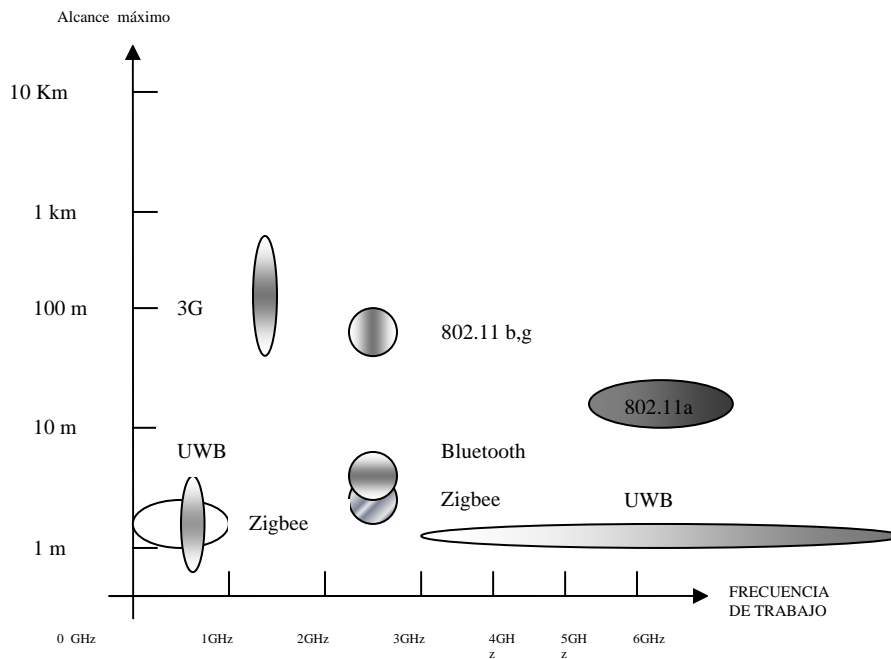 Alcance máximo
10 Km
1 km
100 m
3G
802.11 b,g
802.11a
10 m
UWB
Bluetooth
Zigbee
UWB
Zigbee
1 m
FRECUENCIA
DE TRABAJO
0 GHz
1GHz
2GHz
3GHz
4GH
z
5GH
z
6GHz